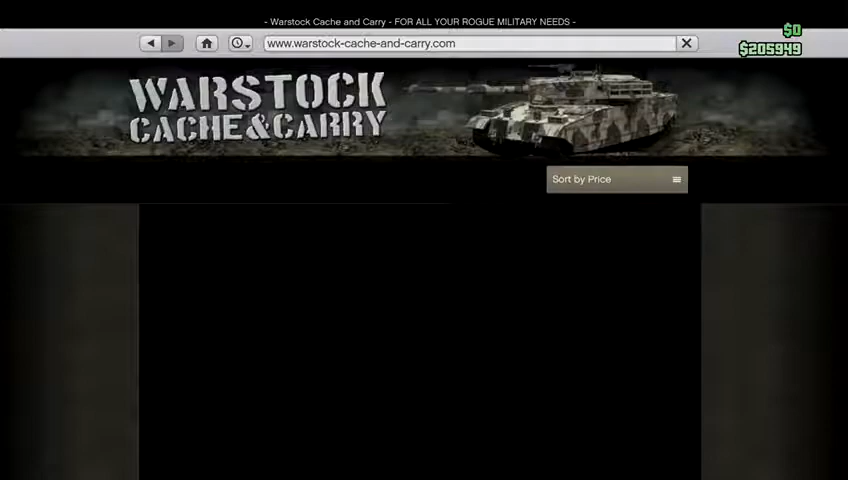 - Warstock Cache and Carry - FOR ALL YOUR ROGUE MILITARY NEEDS -
$0
www.warstock-cache-and-carry.com
$205949
WARSTOCK
CACHE&CARRY
Sort by Price